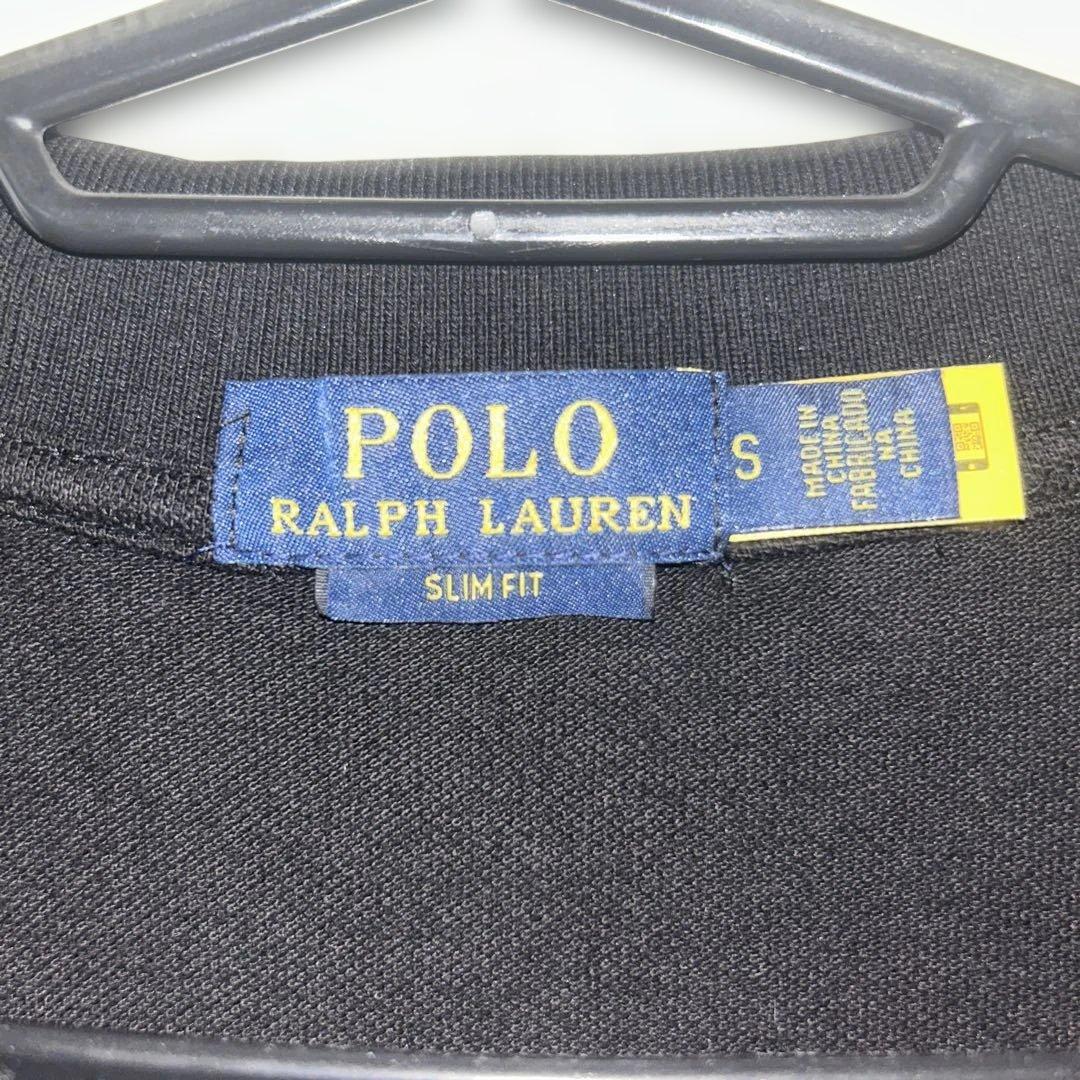 POLO
RALPH LAUREN
SLIM FIT
S
MADE IN
CHINA
FABRICADO
NA
CHINA